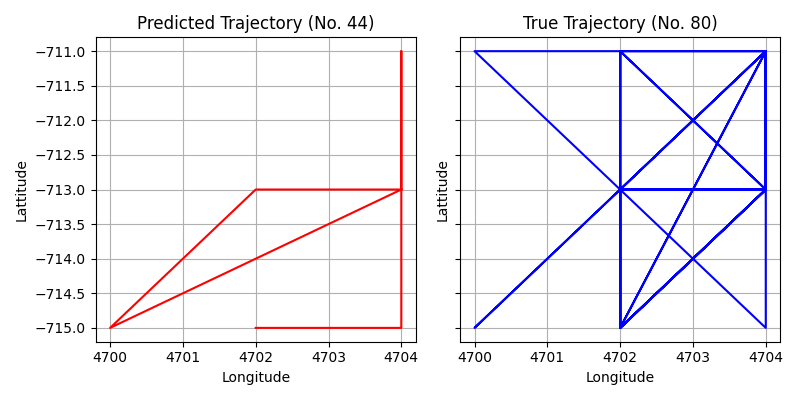 Predicted Trajectory (No. 44)
True Trajectory (No. 80)
−711.0
−711.5
−712.0
−712.5
−713.0
−713.5
−714.0
−714.5
−715.0
Lattitude
Lattitude
4700 4701 4702 4703 4704
4700 4701 4702 4703 4704
Longitude
Longitude